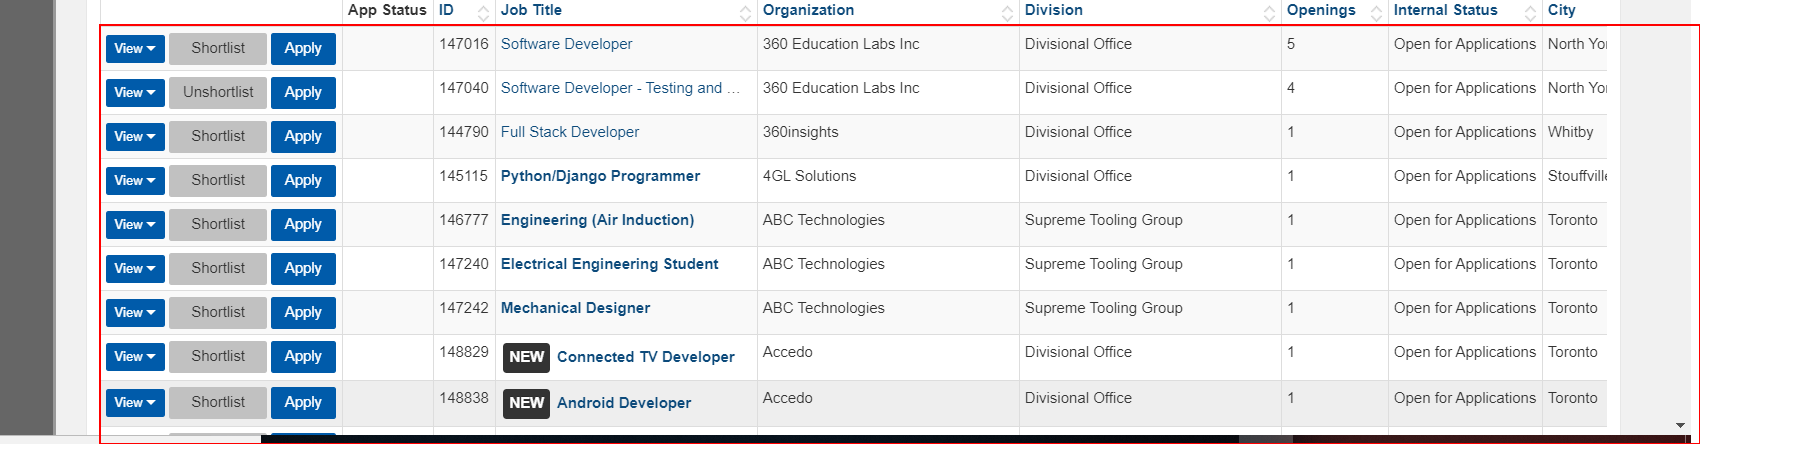 App Status ID Job Title Organization Division Openings Internal Status City
View Shortlist Apply 147016 Software Developer 360 Education Labs Inc Divisional Office 5 Open for Applications North Yo
View Unshortlist Apply 147040 Software Developer - Testing and ... 360 Education Labs Inc Divisional Office 4 Open for Applications North Yo
View Shortlist Apply 144790 Full Stack Developer 360insights Divisional Office 1 Open for Applications Whitby
View Shortlist Apply 145115 Python/Django Programmer 4GL Solutions Divisional Office 1 Open for Applications Stouffville
View Shortlist Apply 146777 Engineering (Air Induction) ABC Technologies Supreme Tooling Group 1 Open for Applications Toronto
View Shortlist Apply 147240 Electrical Engineering Student ABC Technologies Supreme Tooling Group 1 Open for Applications Toronto
View Shortlist Apply 147242 Mechanical Designer ABC Technologies Supreme Tooling Group 1 Open for Applications Toronto
View Shortlist Apply 148829 NEW Connected TV Developer Accedo Divisional Office 1 Open for Applications Toronto
View Shortlist Apply 148838 NEW Android Developer Accedo Divisional Office 1 Open for Applications Toronto